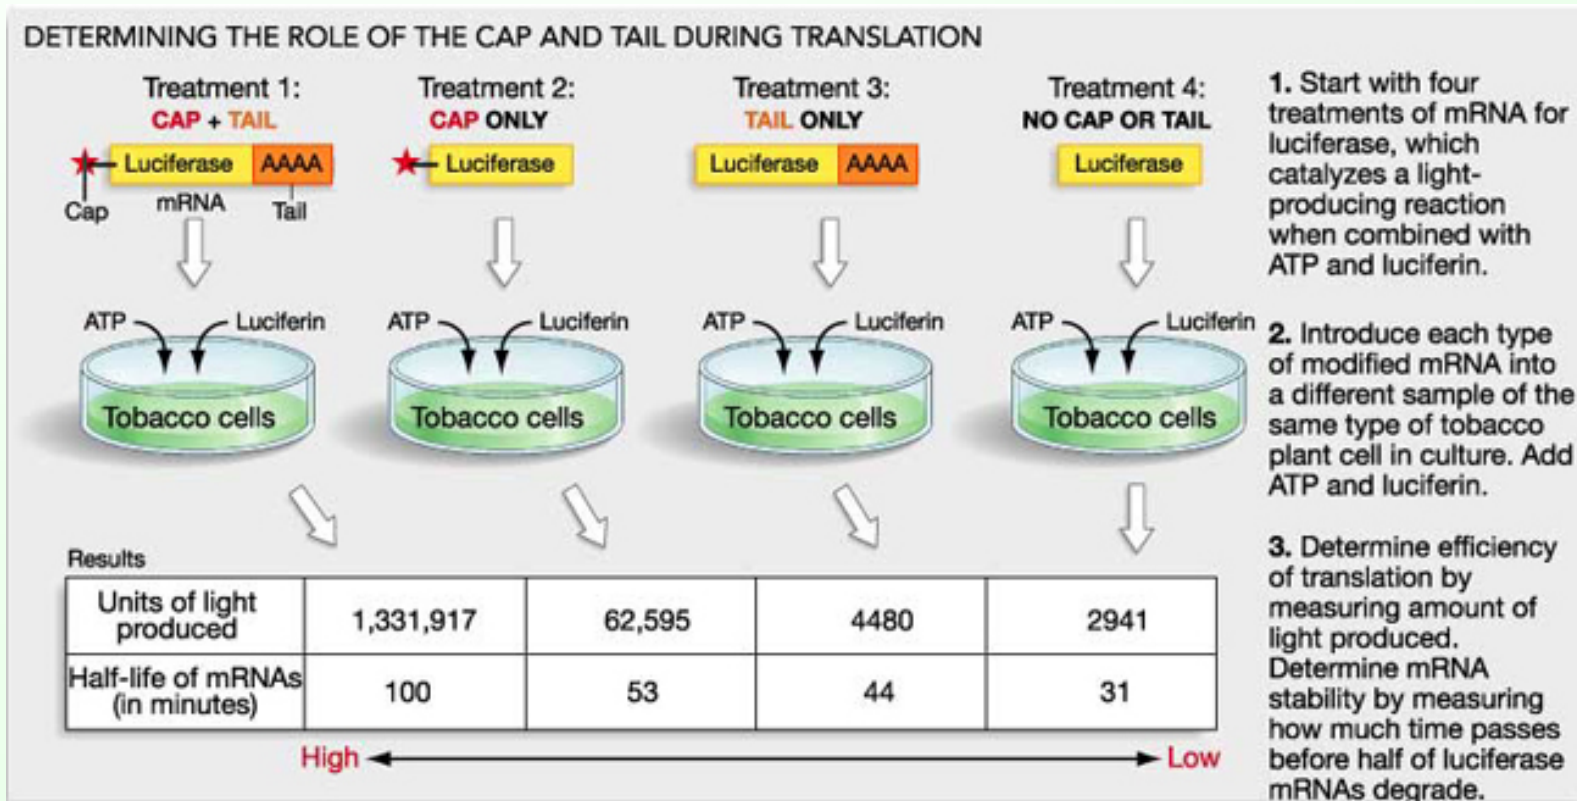 DETERMINING THE ROLE OF THE CAP AND TAIL DURING TRANSLATION
Treatment 1:
CAP + TAIL
Luciferase AAAA
Cap mRNA Tail
Treatment 2:
CAP ONLY
Luciferase
Treatment 3:
TAIL ONLY
Luciferase AAAA
Treatment 4:
NO CAP OR TAIL
Luciferase
ATP Luciferin
Tobacco cells
ATP Luciferin
Tobacco cells
ATP Luciferin
Tobacco cells
ATP Luciferin
Tobacco cells
1. Start with four
treatments of mRNA for
luciferase, which
catalyzes a light-
producing reaction
when combined with
ATP and luciferin.
2. Introduce each type
of modified mRNA into
a different sample of the
same type of tobacco
plant cell in culture. Add
ATP and luciferin.
3. Determine efficiency
of translation by
measuring amount of
light produced.
Determine mRNA
stability by measuring
how much time passes
before half of luciferase
mRNAs degrade.
Results
Units of light
produced
1,331,917 62,595 4480 2941
Half-life of mRNAs
(in minutes)
100 53 44 31
High Low